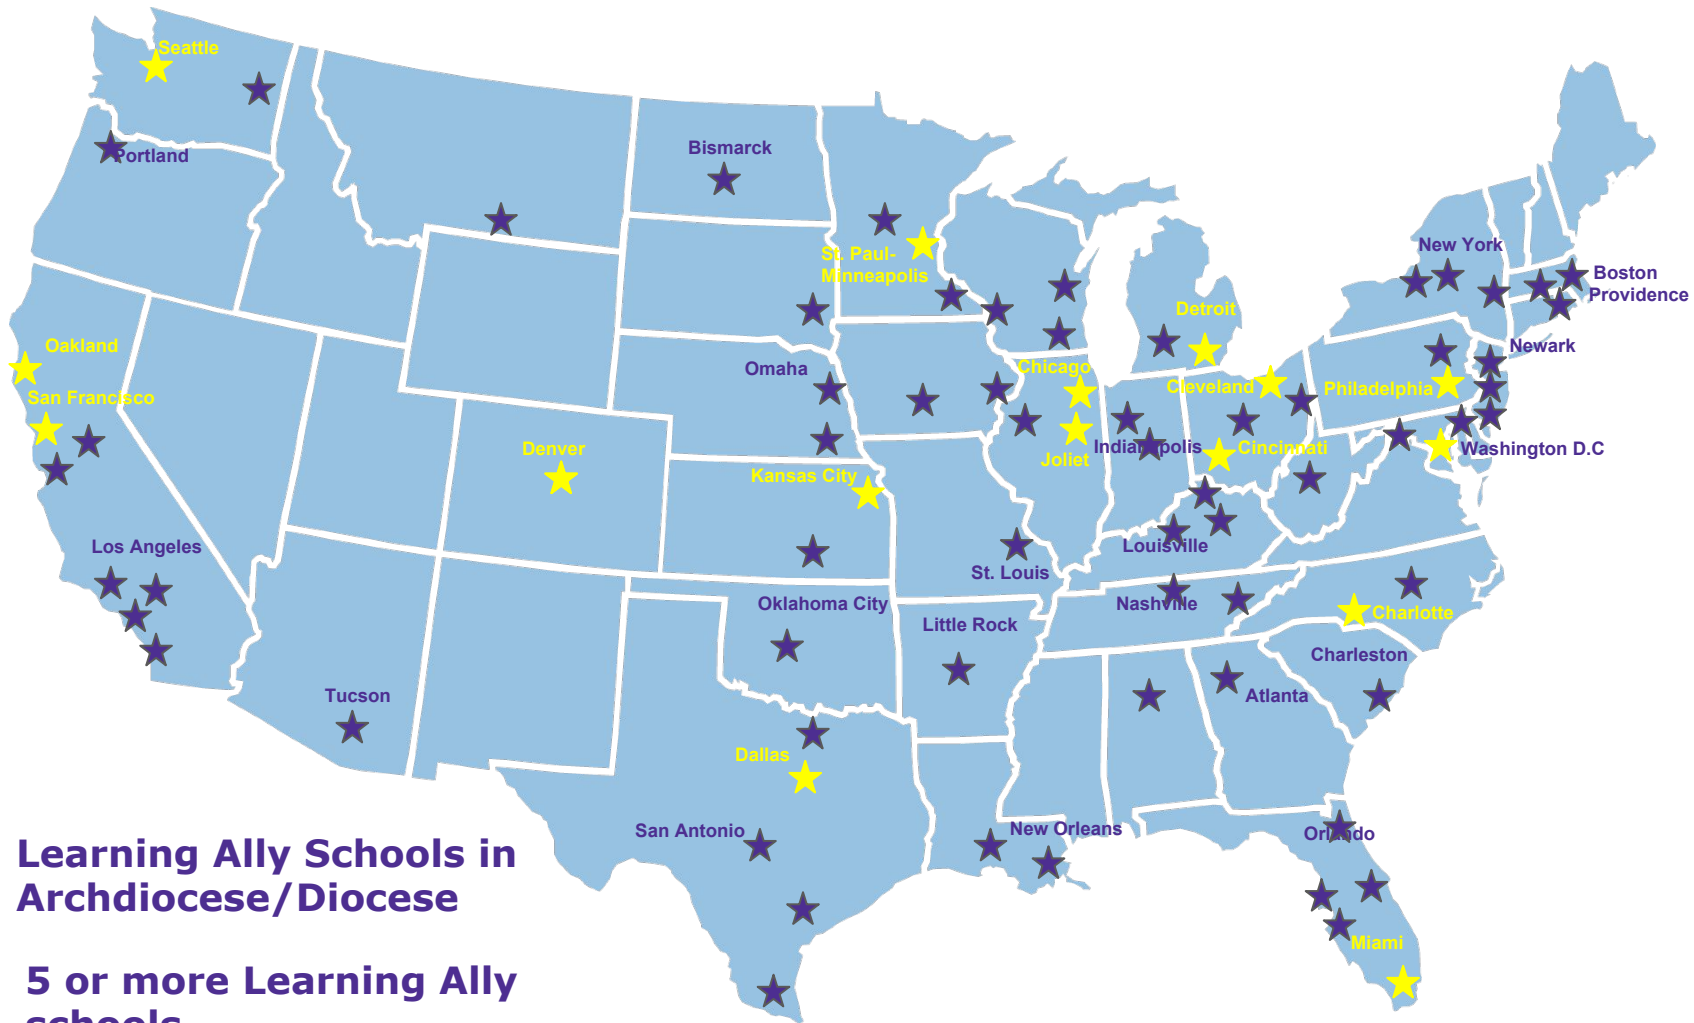 Seattle
Portland
Bismarck
St. Paul-
Minneapolis
New York
Boston
Providence
Detroit
Oakland
Omaha
Chicago
Newark
Cleveland
Philadelphia
San Francisco
Denver
Kansas City
Joliet
Indianapolis
Cincinnati
Washington D.C
Los Angeles
Louisville
St. Louis
Oklahoma City
Nashville
Little Rock
Charlotte
Charleston
Tucson
Atlanta
Dallas
San Antonio
New Orleans
Orlando
Miami
Learning Ally Schools in
Archdiocese/Diocese
5 or more Learning Ally
schools